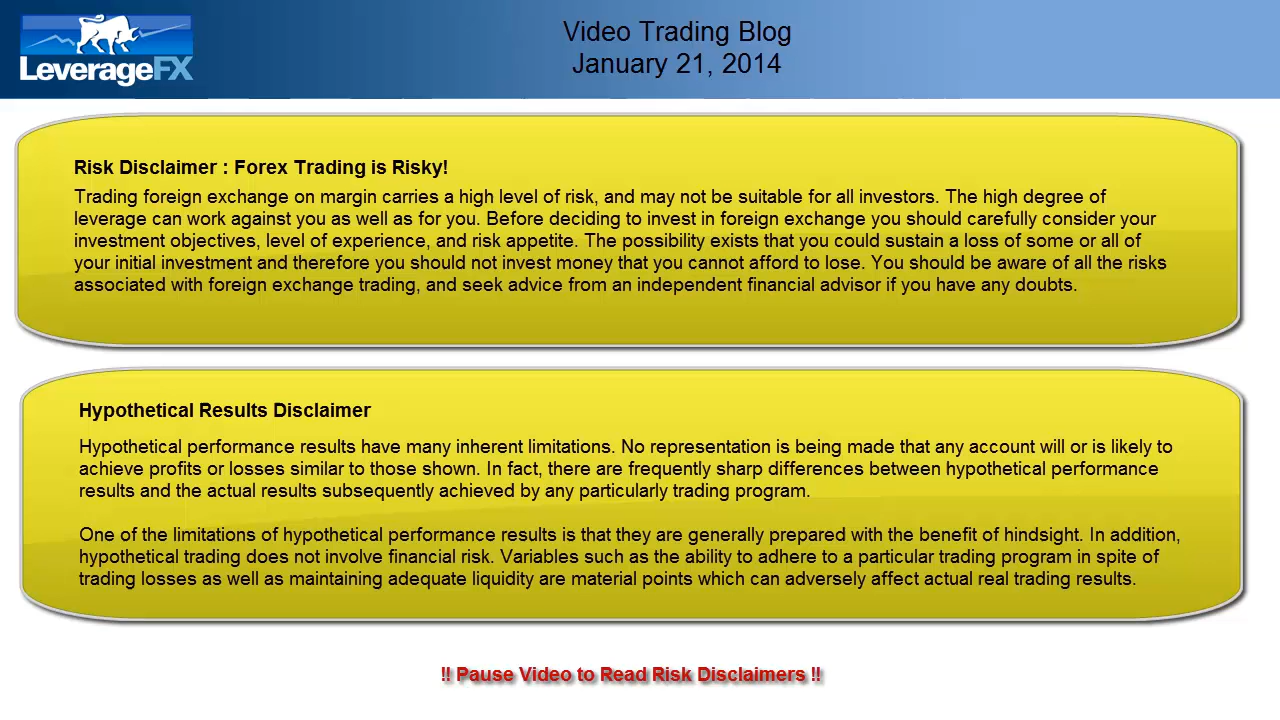 LeverageFX
Video Trading Blog
January 21, 2014
Risk Disclaimer : Forex Trading is Risky!
Trading foreign exchange on margin carries a high level of risk, and may not be suitable for all investors. The high degree of
leverage can work against you as well as for you. Before deciding to invest in foreign exchange you should carefully consider your
investment objectives, level of experience, and risk appetite. The possibility exists that you could sustain a loss of some or all of
your initial investment and therefore you should not invest money that you cannot afford to lose. You should be aware of all the risks
associated with foreign exchange trading, and seek advice from an independent financial advisor if you have any doubts.
Hypothetical Results Disclaimer
Hypothetical performance results have many inherent limitations. No representation is being made that any account will or is likely to
achieve profits or losses similar to those shown. In fact, there are frequently sharp differences between hypothetical performance
results and the actual results subsequently achieved by any particularly trading program.
One of the limitations of hypothetical performance results is that they are generally prepared with the benefit of hindsight. In addition,
hypothetical trading does not involve financial risk. Variables such as the ability to adhere to a particular trading program in spite of
trading losses as well as maintaining adequate liquidity are material points which can adversely affect actual real trading results.
!! Pause Video to Read Risk Disclaimers !!